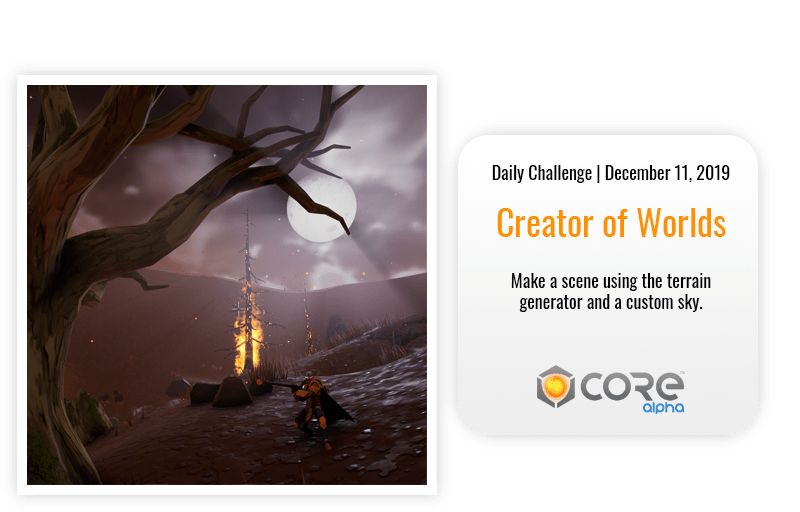 Daily Challenge | December 11, 2019
Creator of Worlds
Make a scene using the terrain
generator and a custom sky.
CORE
alpha